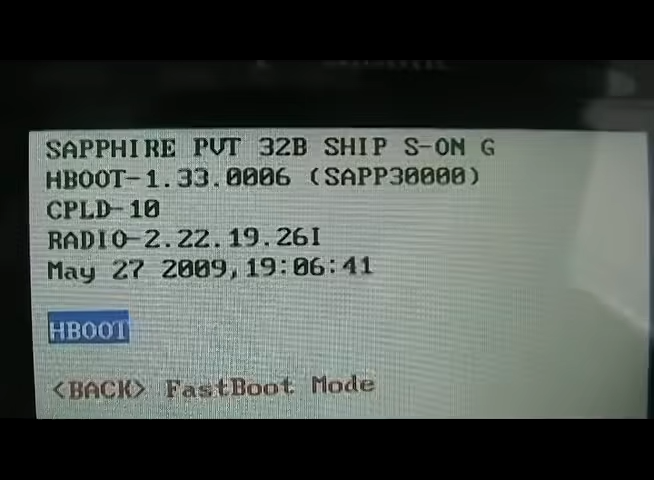 SAPPHIRE PVT 32B SHIP S-ON G
HBOOT-1.33.0006 (SAPP30000)
CPLD-10
RADIO-2.22.19.26I
May 27 2009,19:06:41
HBOOT
<BACK> FastBoot Mode